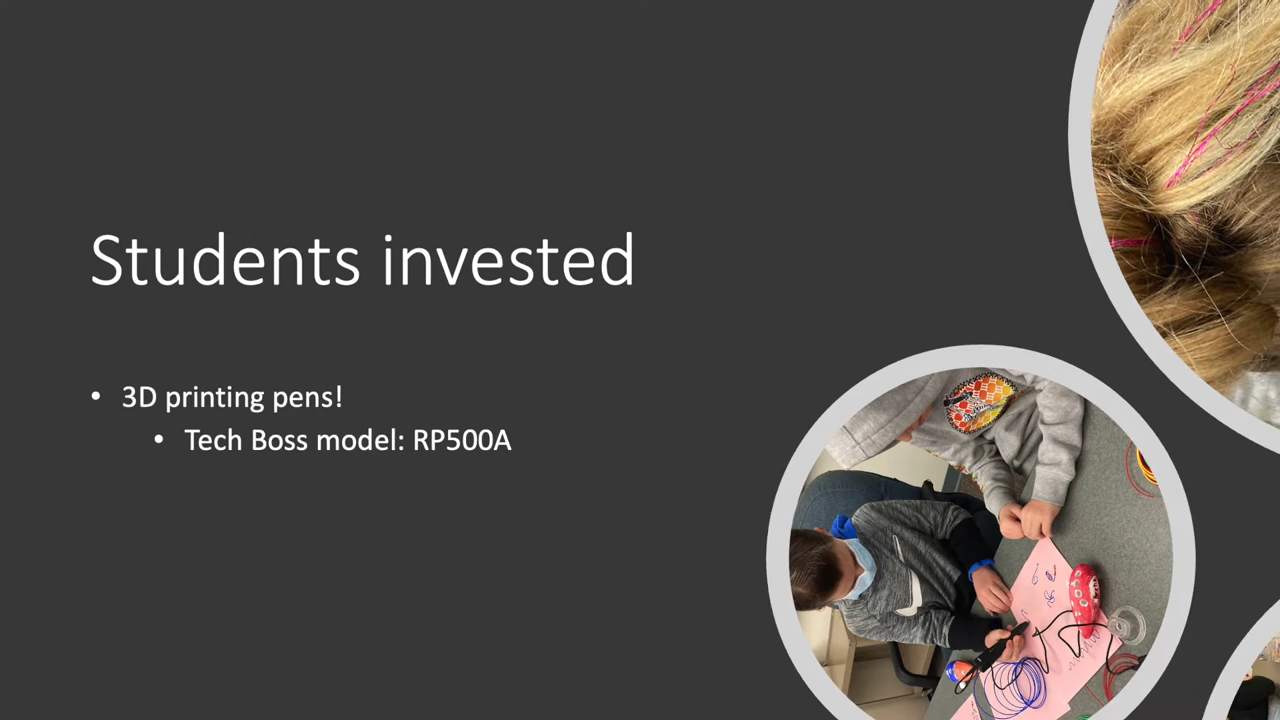 Students invested
• 3D printing pens!
• Tech Boss model: RP500A